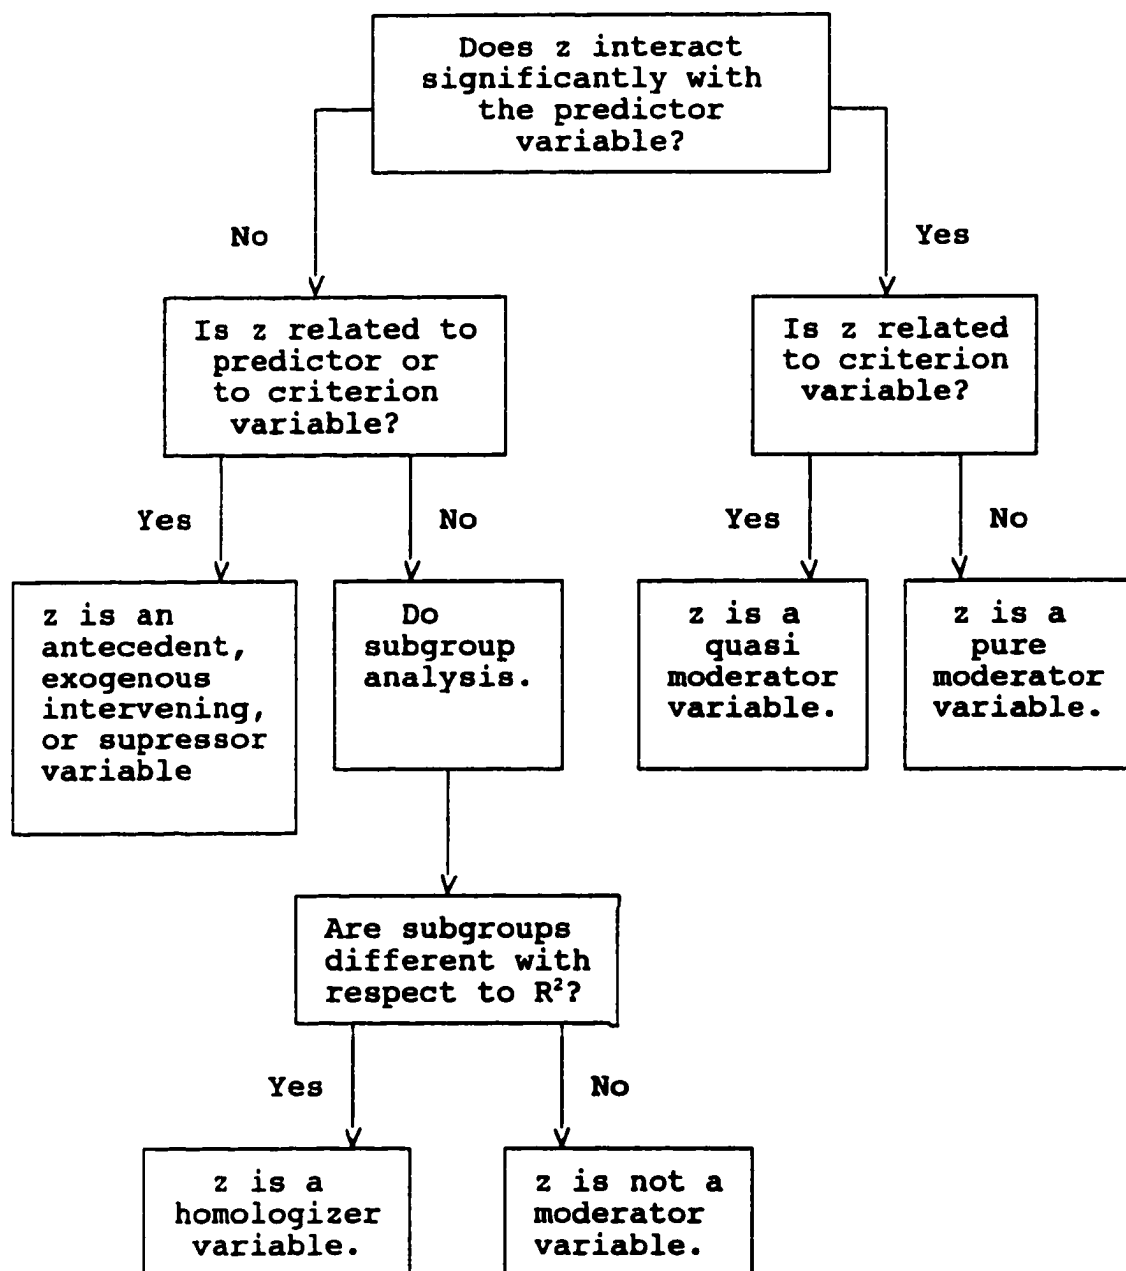 Does z interact
significantly with
the predictor
variable?
No
Yes
Is z related to
predictor or
to criterion
variable?
Is z related
to criterion
variable?
Yes
No
Yes
No
z is an
antecedent,
exogenous
intervening,
or supressor
variable
Do
subgroup
analysis.
z is a
quasi
moderator
variable.
z is a
pure
moderator
variable.
Are subgroups
different with
respect to R²?
Yes
No
z is a
homologizer
variable.
z is not a
moderator
variable.